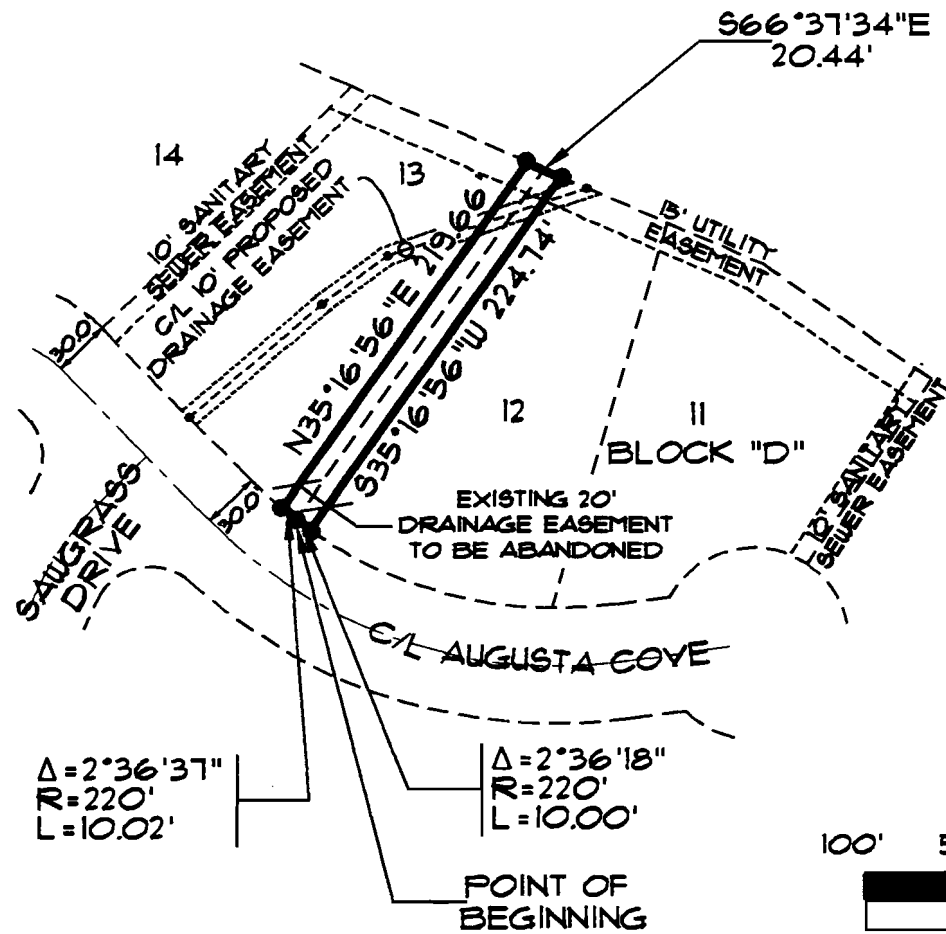 S66°37'34"E
20.44'
14
10' SANITARY
SEWER EASEMENT
C/L 10' PROPOSED
DRAINAGE EASEMENT
13
15' UTILITY
EASEMENT
30.0'
N35°16'56"E 219.66'
S35°16'56"W 224.74'
12
11
BLOCK "D"
10' SANITARY
SEWER EASEMENT
EXISTING 20'
DRAINAGE EASEMENT
TO BE ABANDONED
30.0'
SAWGRASS
DRIVE
C/L AUGUSTA COVE
Δ=2°36'37"
R=220'
L=10.02'
Δ=2°36'18"
R=220'
L=10.00'
POINT OF
BEGINNING
100'